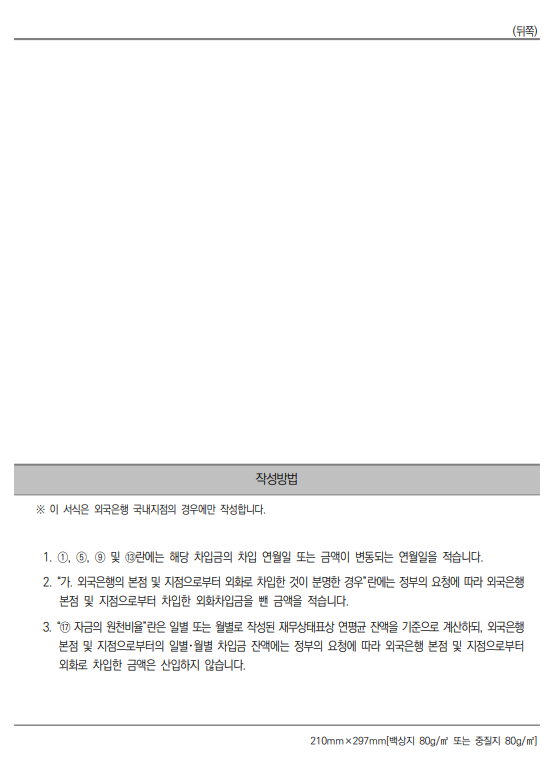 (뒤쪽)
작성방법
※ 이 서식은 외국은행 국내지점의 경우에만 작성합니다.
1. ①, ⑤, ⑨ 및 ⑬란에는 해당 차입금의 차입 연월일 또는 금액이 변동되는 연월일을 적습니다.
2. “가. 외국은행의 본점 및 지점으로부터 외화로 차입한 것이 분명한 경우”란에는 정부의 요청에 따라 외국은행
본점 및 지점으로부터 차입한 외화차입금을 뺀 금액을 적습니다.
3. “⑰ 자금의 원천비율”란은 일별 또는 월별로 작성된 재무상태표상 연평균 잔액을 기준으로 계산하되, 외국은행
본점 및 지점으로부터의 일별·월별 차입금 잔액에는 정부의 요청에 따라 외국은행 본점 및 지점으로부터
외화로 차입한 금액은 산입하지 않습니다.
210mm×297mm[백상지 80g/㎡ 또는 중질지 80g/㎡]